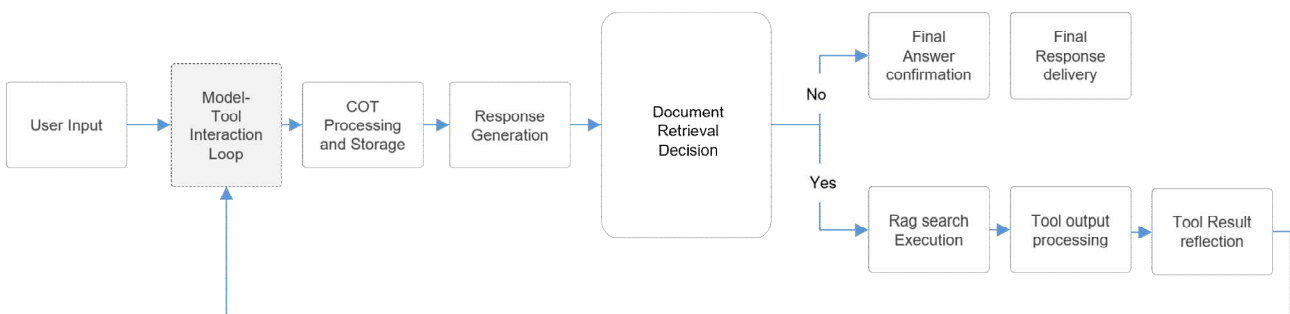 User Input
Model-
Tool
Interaction
Loop
COT
Processing
and Storage
Response
Generation
Document
Retrieval
Decision
No
Final
Answer
confirmation
Final
Response
delivery
Yes
Rag search
Execution
Tool output
processing
Tool Result
reflection